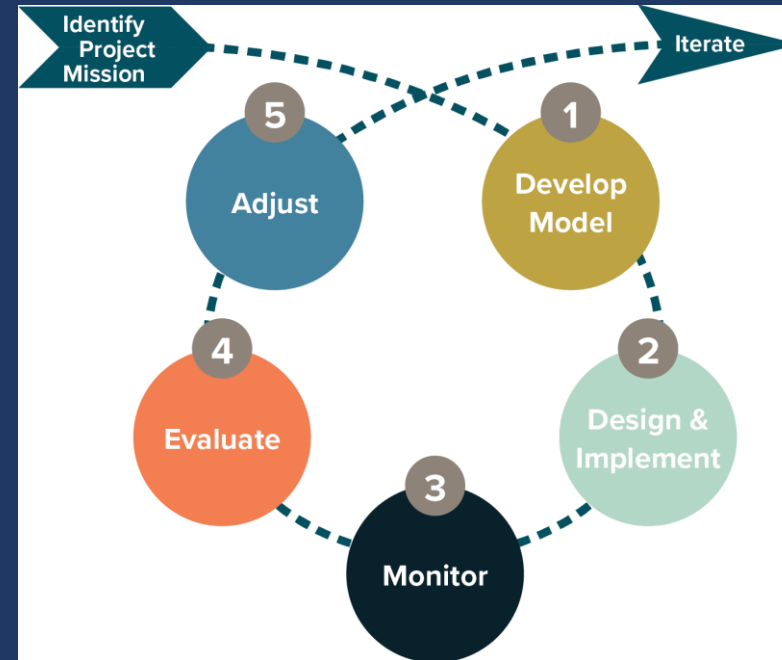 Identify
Project
Mission
Iterate
1
Develop
Model
2
Design &
Implement
3
Monitor
4
Evaluate
5
Adjust